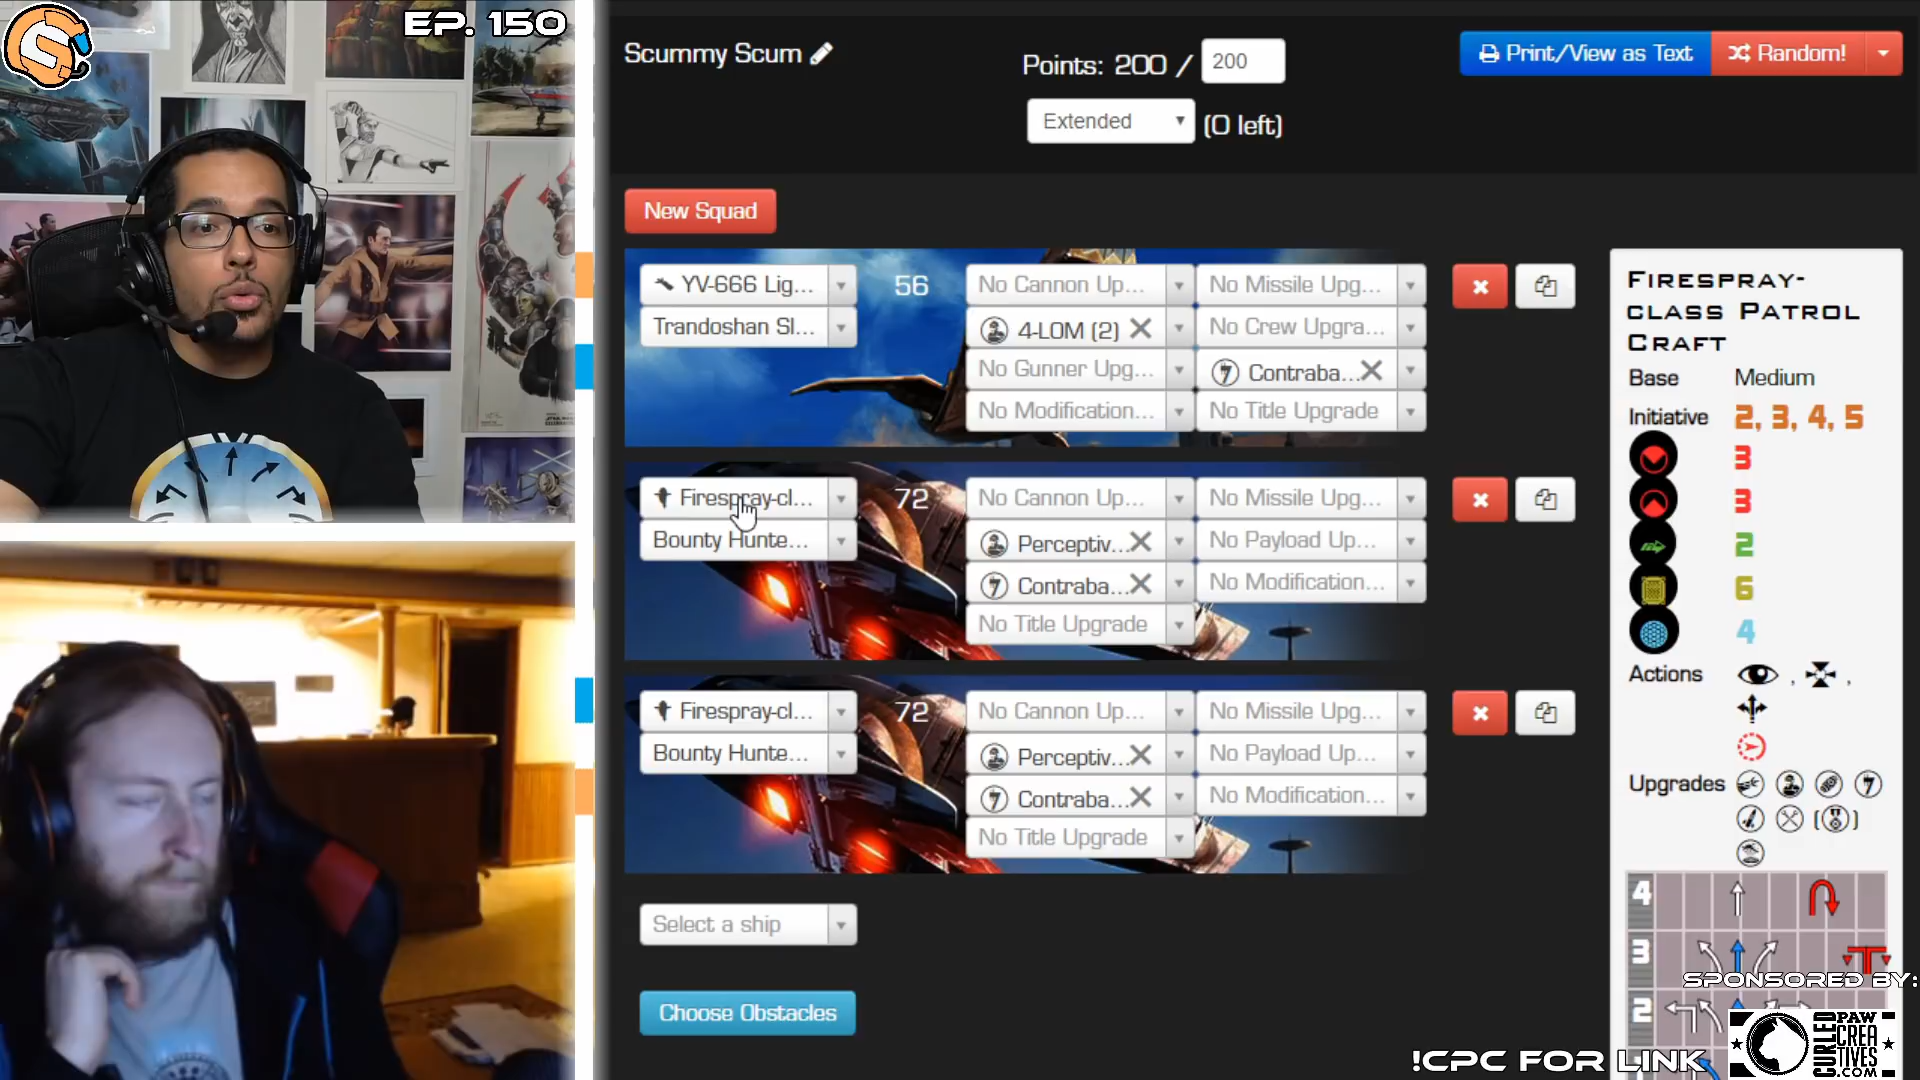 EP. 150
Scummy Scum
Points: 200 / 200
Extended
(0 left)
Print/View as Text
Random!
New Squad
YV-666 Lig...
56
No Cannon Up...
No Missile Upg...
Trandoshan Sl...
4-LOM (2)
No Crew Upgra...
No Gunner Upg...
Contraba...
No Modification...
No Title Upgrade
Firespray-cl...
72
No Cannon Up...
No Missile Upg...
Bounty Hunte...
Perceptiv...
No Payload Up...
Contraba...
No Modification...
No Title Upgrade
Firespray-cl...
72
No Cannon Up...
No Missile Upg...
Bounty Hunte...
Perceptiv...
No Payload Up...
Contraba...
No Modification...
No Title Upgrade
Select a ship
Choose Obstacles
Firespray-
class Patrol
Craft
Base Medium
Initiative 2, 3, 4, 5
3
3
2
6
4
Actions
Upgrades
4
3
2
SPONSORED BY:
!CPC FOR LINK
CURLED
PAW
CREA
TIVES
.COM